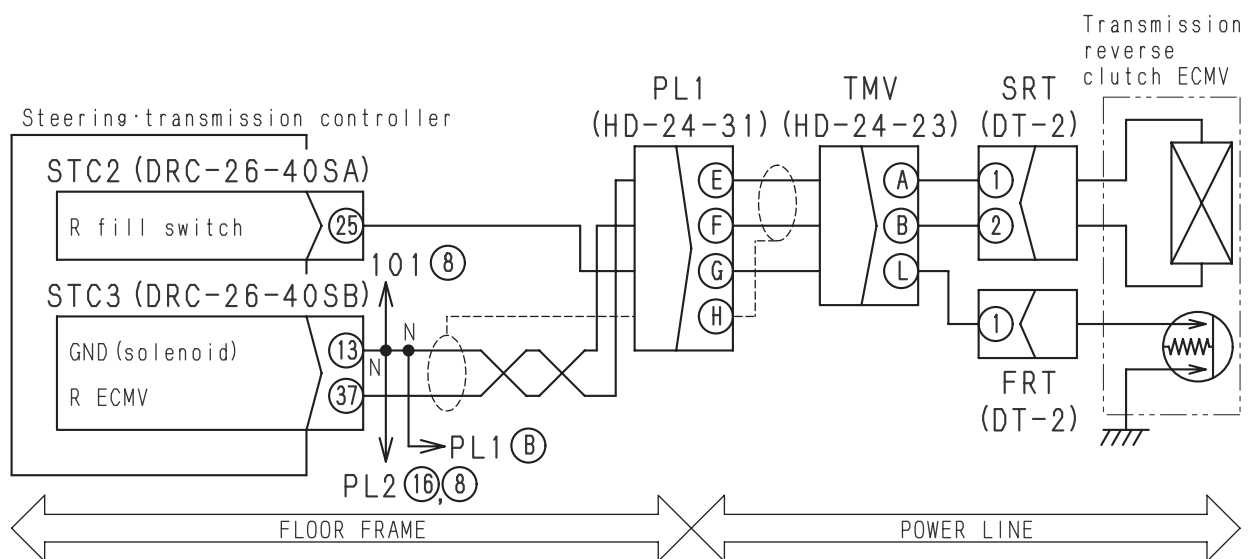 Transmission
reverse
clutch ECMV
PL1
(HD-24-31)
TMV
(HD-24-23)
SRT
(DT-2)
Steering·transmission controller
STC2 (DRC-26-40SA)
R fill switch
25
101 8
STC3 (DRC-26-40SB)
GND (solenoid)
13
N
N
R ECMV
37
PL1 B
PL2 16, 8
E
F
G
H
A
B
L
1
2
1
FRT
(DT-2)
FLOOR FRAME
POWER LINE